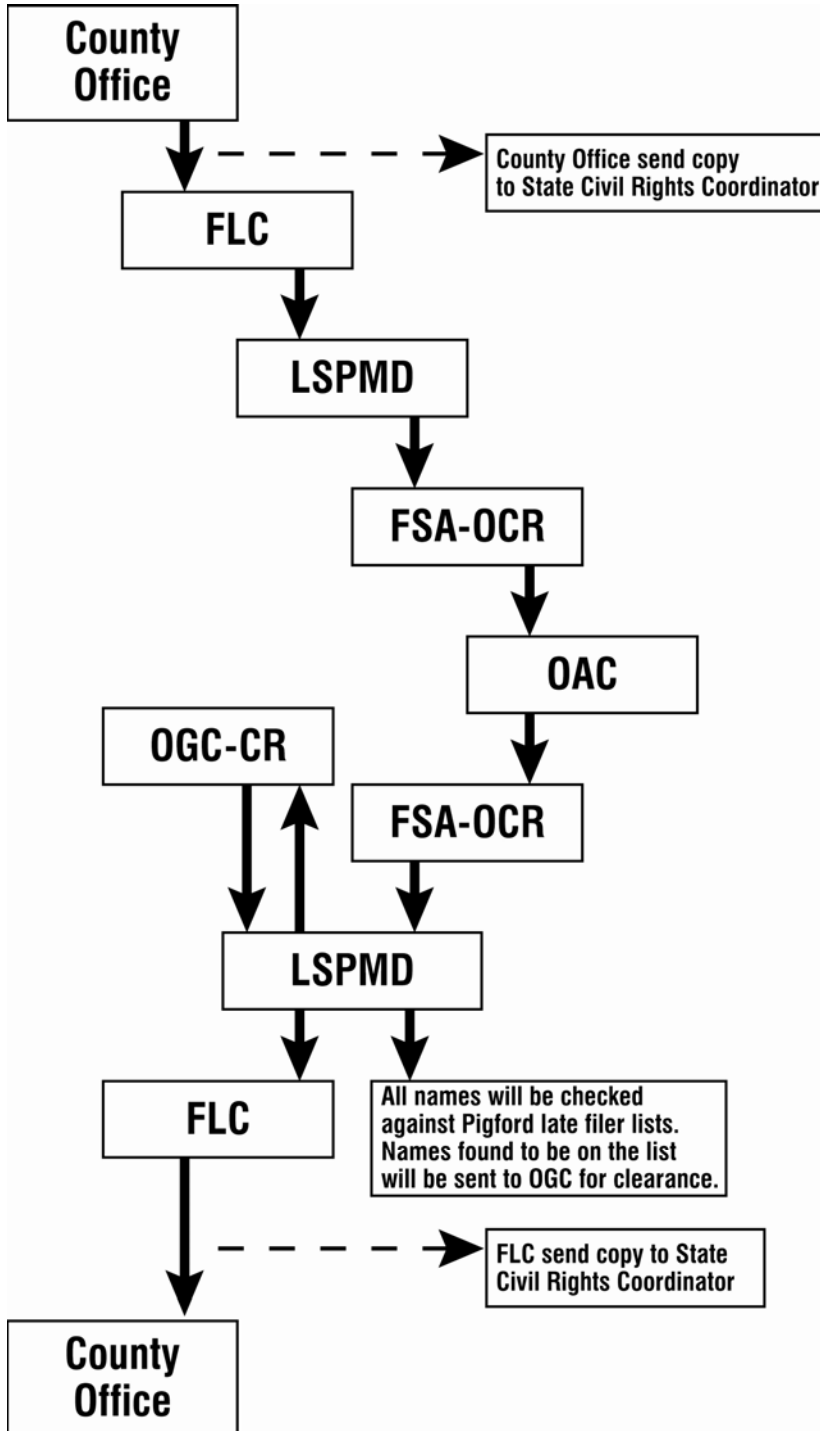 County
Office
County Office send copy
to State Civil Rights Coordinator
FLC
LSPMD
FSA-OCR
OAC
OGC-CR
FSA-OCR
LSPMD
FLC
All names will be checked
against Pigford late filer lists.
Names found to be on the list
will be sent to OGC for clearance.
FLC send copy to State
Civil Rights Coordinator
County
Office